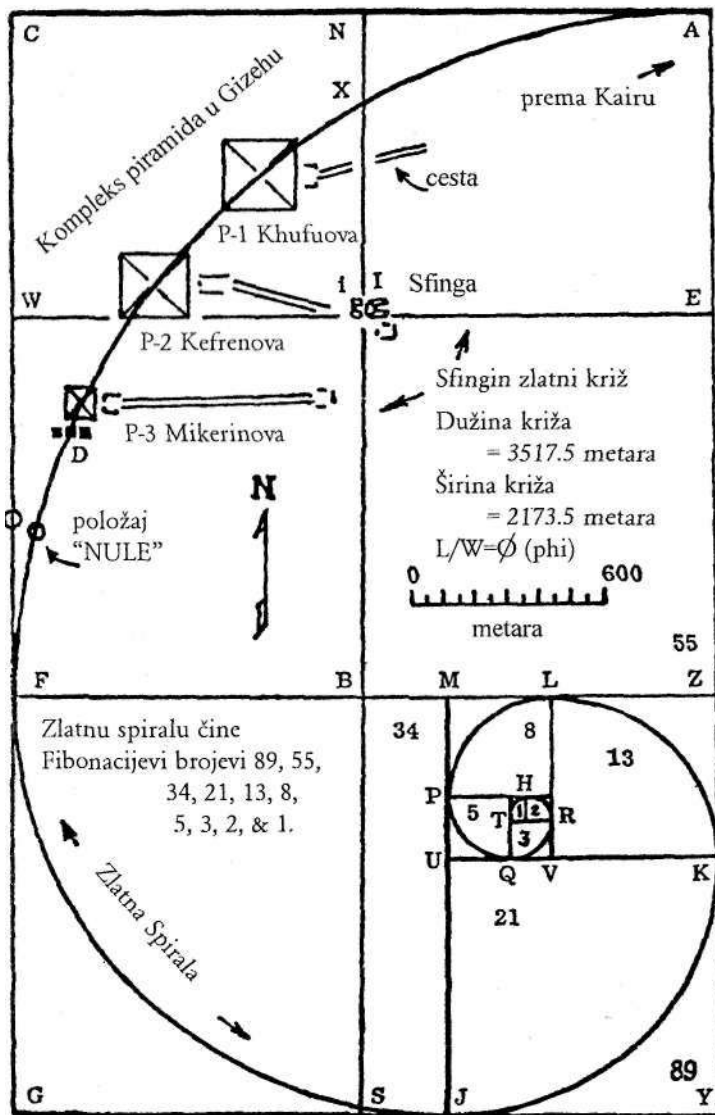 C
N
A
prema Kairu
X
Kompleks piramida u Gizehu
cesta
P-1 Khufuova
W
1
I
Sfinga
E
P-2 Kefrenova
Sfingin zlatni križ
P-3 Mikerinova
D
Dužina križa
= 3517.5 metara
Širina križa
= 2173.5 metara
L/W=Ø (phi)
N
položaj
“NULE”
0
600
metara
55
F
B
M
L
Z
Zlatnu spiralu čine
Fibonacijevi brojevi 89, 55,
34, 21, 13, 8,
5, 3, 2, & 1.
34
8
13
P
H
5
T
1
2
R
3
U
Q
V
K
21
Zlatna Spirala
89
G
S
J
Y